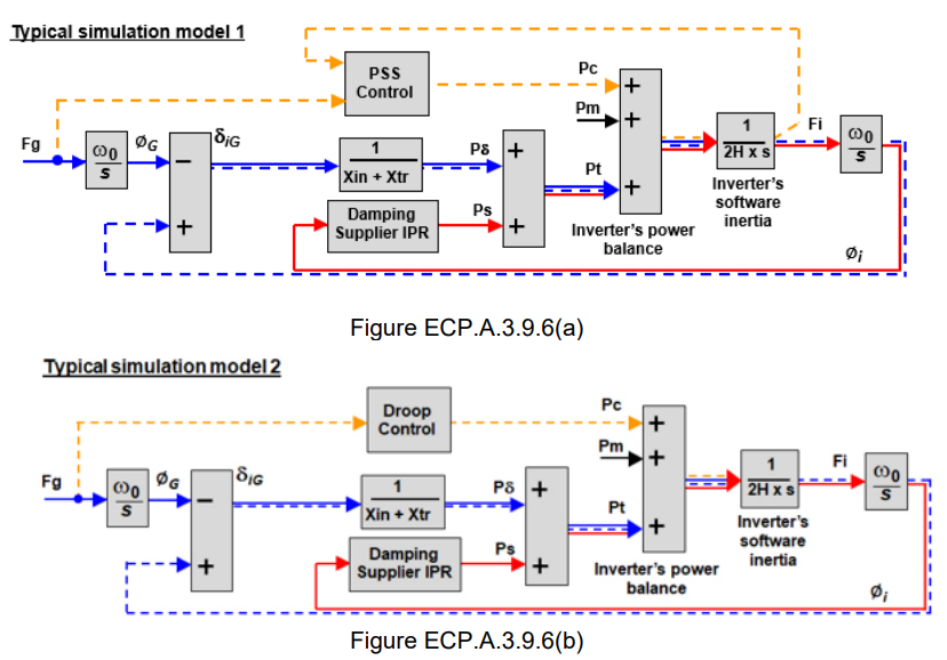 Typical simulation model 1
PSS
Control
Pc
+
Pm
+
Fg
ω0
s
ØG
−
δiG
1
Xin + Xtr
Pδ
+
Pt
+
1
2H x s
Fi
ω0
s
Inverter's
software
inertia
+
Damping
Supplier IPR
Ps
+
Inverter's power
balance
Øi
Figure ECP.A.3.9.6(a)
Typical simulation model 2
Droop
Control
Pc
+
Pm
+
Fg
ω0
s
ØG
−
δiG
1
Xin + Xtr
Pδ
+
Pt
+
1
2H x s
Fi
ω0
s
Inverter's
software
inertia
+
Damping
Supplier IPR
Ps
+
Inverter's power
balance
Øi
Figure ECP.A.3.9.6(b)